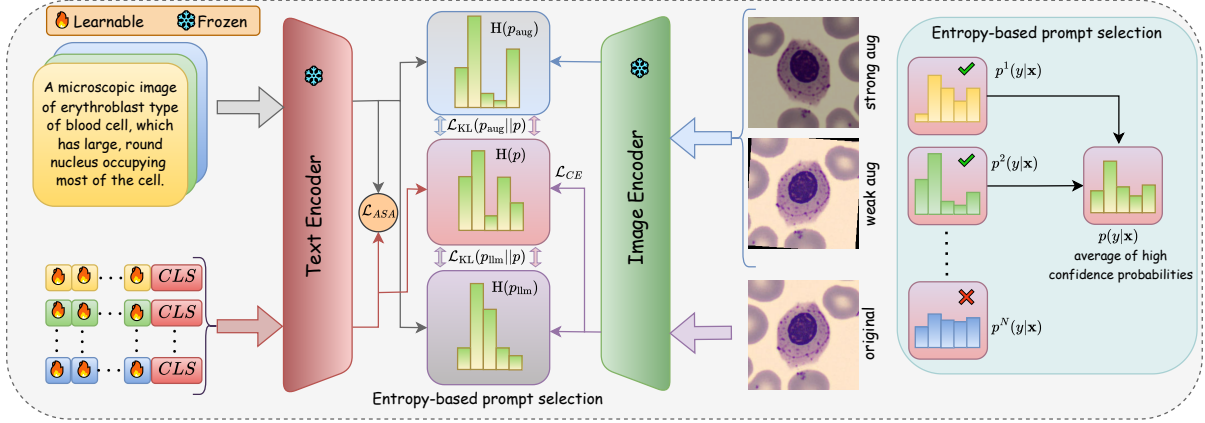 Learnable
Frozen
A microscopic image
of erythroblast type
of blood cell, which
has large, round
nucleus occupying
most of the cell.
CLS
CLS
CLS
Text Encoder
L_ASA
H(p_aug)
L_KL(p_aug||p)
H(p)
L_CE
L_KL(p_llm||p)
H(p_llm)
Entropy-based prompt selection
Image Encoder
strong aug
weak aug
original
Entropy-based prompt selection
p^1(y|x)
p^2(y|x)
p(y|x)
average of high
confidence probabilities
p^N(y|x)